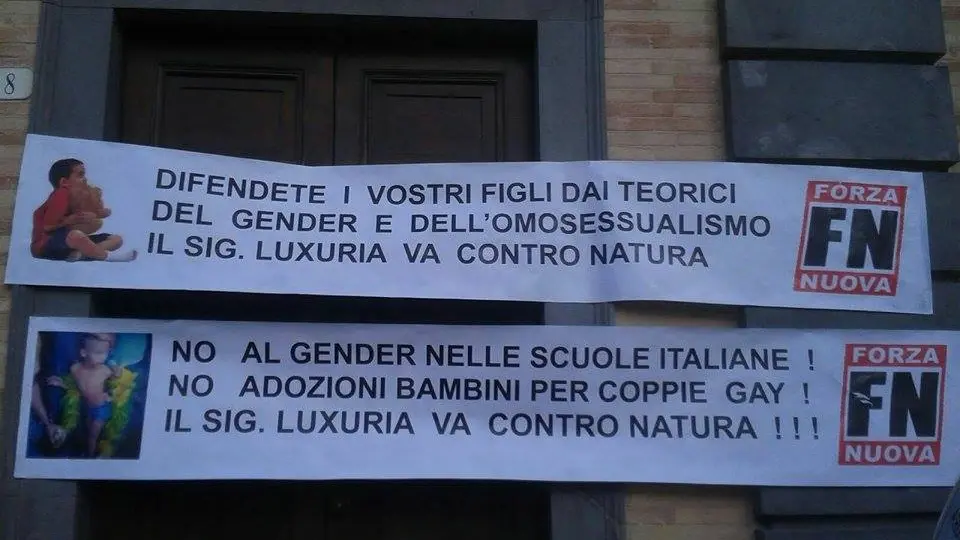 8
DIFENDETE I VOSTRI FIGLI DAI TEORICI
DEL GENDER E DELL'OMOSESSUALISMO
IL SIG. LUXURIA VA CONTRO NATURA
FORZA
FN
NUOVA
NO AL GENDER NELLE SCUOLE ITALIANE !
NO ADOZIONI BAMBINI PER COPPIE GAY !
IL SIG. LUXURIA VA CONTRO NATURA ! ! !
FORZA
FN
NUOVA